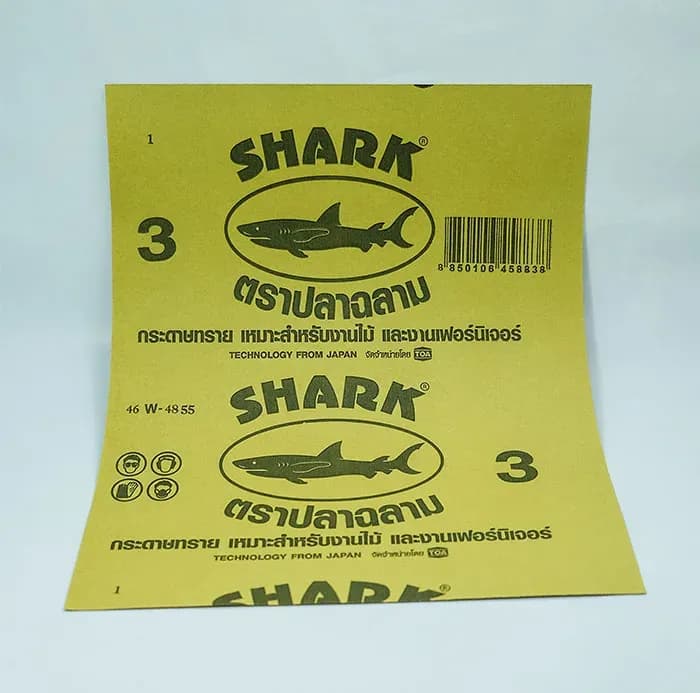 1
SHARK®
3
8 850106 458838
ตราปลาฉลาม
กระดาษทราย เหมาะสำหรับงานไม้ และงานเฟอร์นิเจอร์
TECHNOLOGY FROM JAPAN จัดจำหน่ายโดย TOA
SHARK®
46 W-4855
3
ตราปลาฉลาม
กระดาษทราย เหมาะสำหรับงานไม้ และงานเฟอร์นิเจอร์
TECHNOLOGY FROM JAPAN จัดจำหน่ายโดย TOA
1
SHARK®